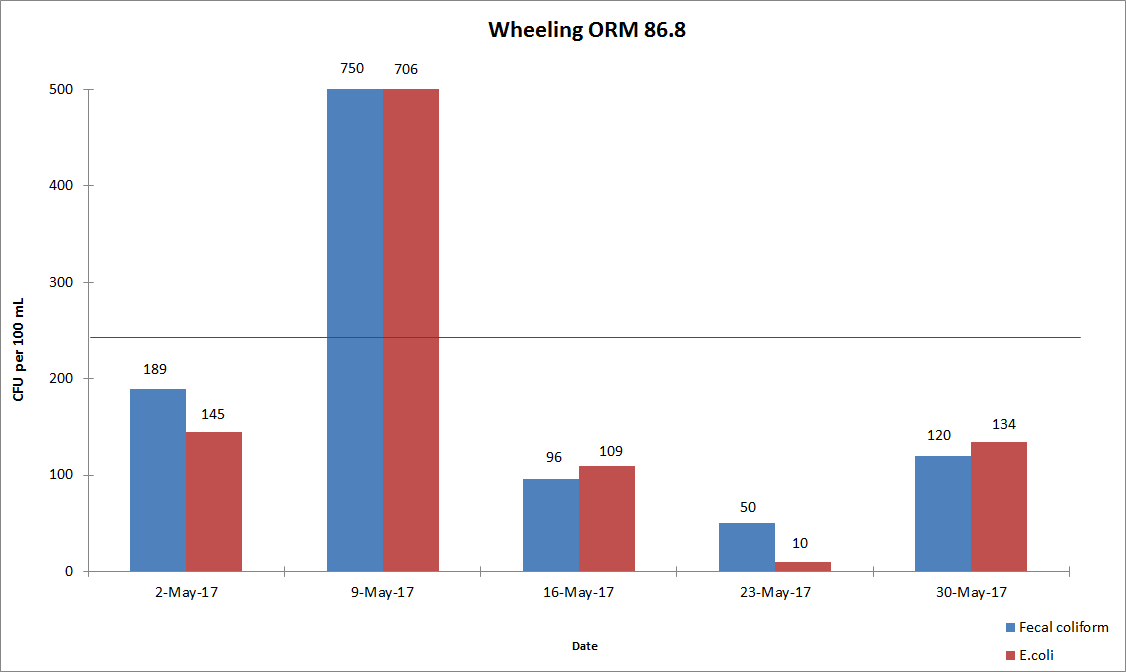 Wheeling ORM 86.8
CFU per 100 mL
500
400
300
200
100
0
189
145
750
706
96
109
50
10
120
134
2-May-17
9-May-17
16-May-17
23-May-17
30-May-17
Date
Fecal coliform
E.coli